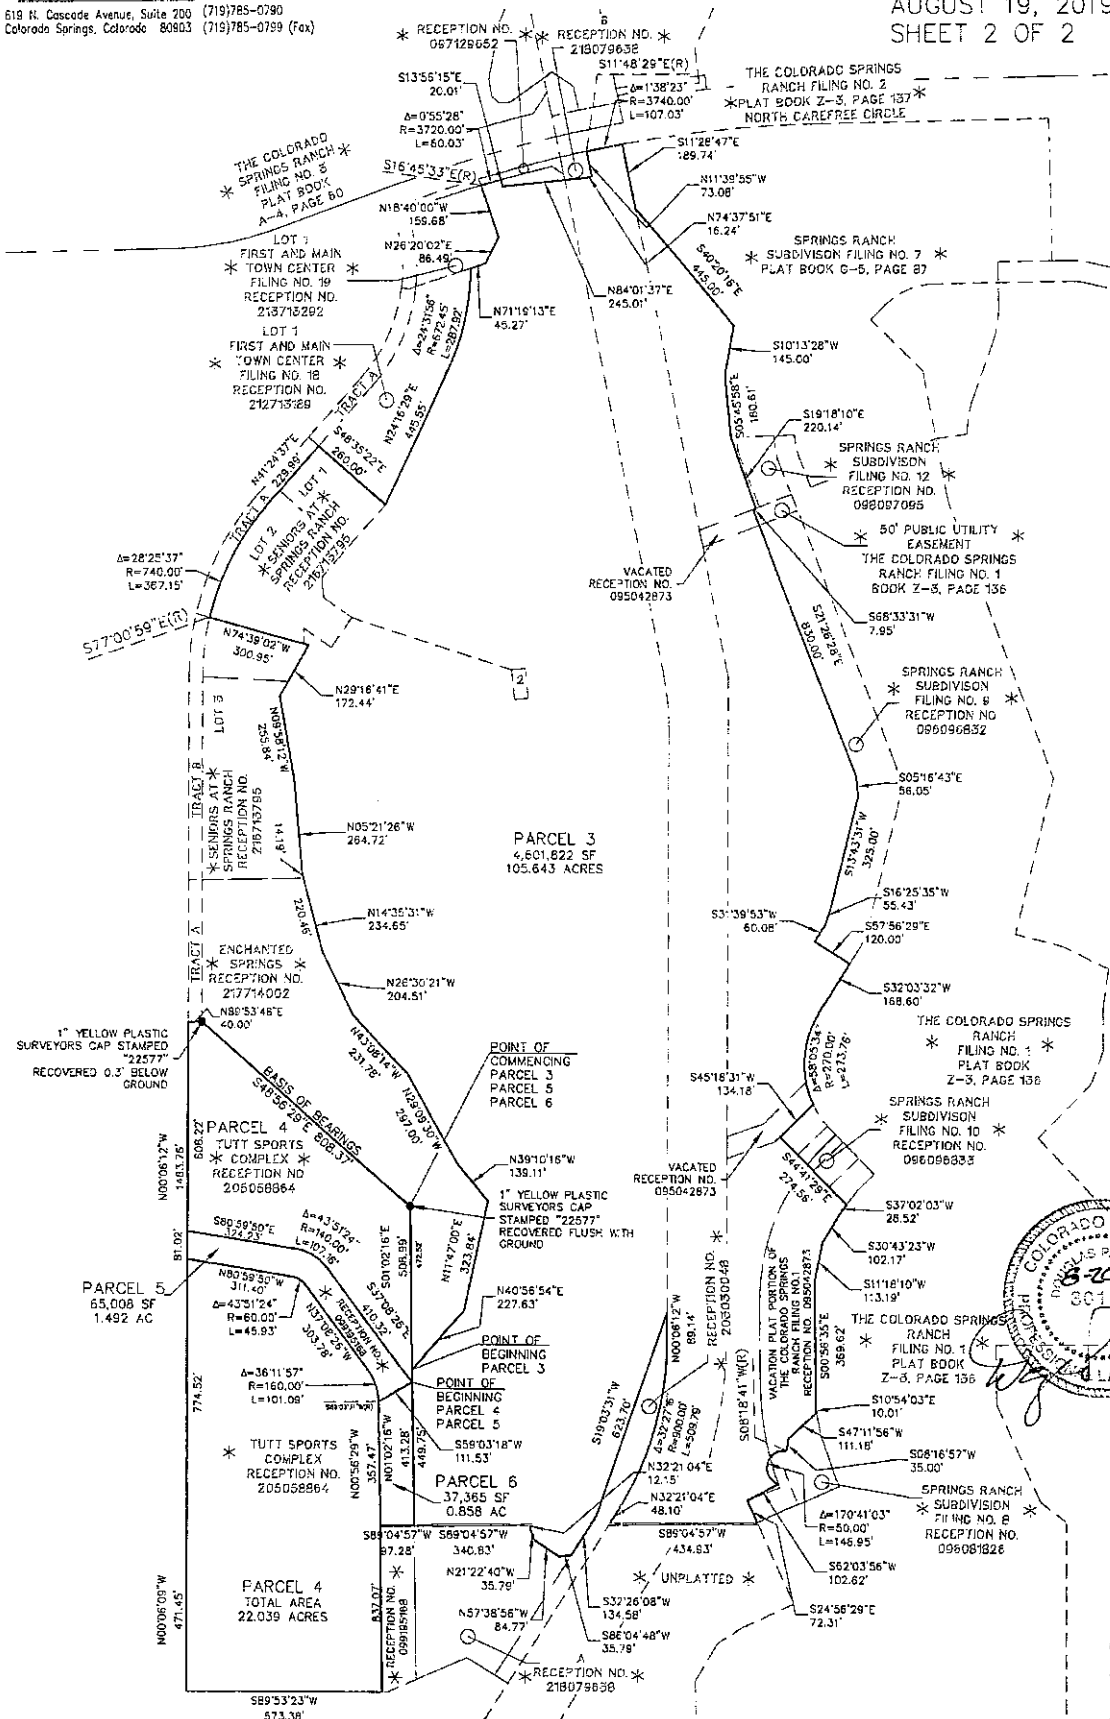 619 N. Cascade Avenue, Suite 200 (719)785-0790
Colorado Springs, Colorado 80903 (719)785-0799 (Fax)
AUGUST 19, 2019
SHEET 2 OF 2
* RECEPTION NO. *
097129652
B
* RECEPTION NO. *
218079638
S11°48'29"E(R)
S13°56'15"E
20.01'
Δ=1°38'23"
R=3740.00'
L=107.03'
THE COLORADO SPRINGS
RANCH FILING NO. 2
* PLAT BOOK Z-3, PAGE 137 *
NORTH CAREFREE CIRCLE
Δ=0°55'28"
R=3720.00'
L=60.03'
THE COLORADO
SPRINGS RANCH *
FILING NO. 3
* PLAT BOOK
A-4, PAGE 80
S16°45'33"E(R)
S11°28'47"E
189.74'
N11°39'55"W
73.08'
N18°40'00"W
159.68'
N74°37'51"E
16.24'
N26°20'02"E
86.49'
LOT 1
FIRST AND MAIN
* TOWN CENTER *
FILING NO. 19
RECEPTION NO.
213713292
S40°20'16"E
445.00'
SPRINGS RANCH
* SUBDIVISON FILING NO. 7 *
PLAT BOOK G-5, PAGE 87
N84°01'37"E
245.01'
N71°19'13"E
45.27'
Δ=24°31'56"
R=672.45'
L=287.92'
LOT 1
FIRST AND MAIN
* TOWN CENTER *
FILING NO. 18
RECEPTION NO.
212713189
S10°13'28"W
145.00'
TRACT A
N24°16'29"E
445.55'
S05°45'58"E
180.61'
S19°18'10"E
220.14'
N41°24'37"E
229.99'
TRACT A
S48°35'22"E
260.00'
LOT 1
LOT 2
* SENIORS AT *
SPRINGS RANCH
RECEPTION NO.
216713795
SPRINGS RANCH
* SUBDIVISON
FILING NO. 12 *
RECEPTION NO.
098097095
* 50' PUBLIC UTILITY *
EASEMENT
THE COLORADO SPRINGS
RANCH FILING NO. 1
BOOK Z-3, PAGE 136
Δ=28°25'37"
R=740.00'
L=367.15'
VACATED
RECEPTION NO.
095042873
S68°33'31"W
7.95'
S77°00'59"E(R)
N74°39'02"W
300.95'
1
S21°26'28"E
830.00'
2
N29°16'41"E
172.44'
SPRINGS RANCH
* SUBDIVISON
FILING NO. 9 *
RECEPTION NO
096096832
N09°58'12"W
255.84'
TRACT B
* SENIORS AT *
SPRINGS RANCH
RECEPTION NO.
216713795
S05°16'43"E
56.05'
14.19'
N05°21'26"W
264.72'
PARCEL 3
4,601,822 SF
105.643 ACRES
S13°43'31"W
325.00'
S16°25'35"W
55.43'
220.46'
N14°35'31"W
234.65'
S31°39'53"W
60.08'
S57°56'29"E
120.00'
TRACT A
ENCHANTED
* SPRINGS *
RECEPTION NO.
217714002
N26°30'21"W
204.51'
S32°03'32"W
168.60'
N89°53'48"E
40.00'
1" YELLOW PLASTIC
SURVEYORS CAP STAMPED
"22577"
RECOVERED 0.3' BELOW
GROUND
N43°08'14"W
231.78'
POINT OF
COMMENCING
PARCEL 3
PARCEL 5
PARCEL 6
Δ=58°05'34"
R=270.00'
L=273.76'
THE COLORADO SPRINGS
RANCH
* FILING NO. 1 *
PLAT BOOK
Z-3, PAGE 136
BASIS OF BEARINGS
S48°56'29"E 808.37'
N29°09'30"W
297.00'
S45°18'31"W
134.18'
SPRINGS RANCH
* SUBDIVISON
FILING NO. 10 *
RECEPTION NO.
096096833
PARCEL 4
TUTT SPORTS
* COMPLEX *
RECEPTION NO
205058864
N00°06'12"W
1463.76'
608.22'
N39°10'16"W
139.11'
VACATED
RECEPTION NO.
095042873
S44°41'29"E
274.56'
1" YELLOW PLASTIC
SURVEYORS CAP
STAMPED "22577"
RECOVERED FLUSH WITH
GROUND
S37°02'03"W
28.52'
S80°59'50"E
324.23'
Δ=43°51'24"
R=140.00'
L=107.16'
S01°02'16"E
508.99'
N17°47'00"E
323.84'
S30°43'23"W
102.17'
81.02'
PARCEL 5
65,008 SF
1.492 AC
N80°59'50"W
311.40'
S37°08'26"E
410.32'
RECEPTION NO.
099195168
N40°56'54"E
227.63'
S11°18'10"W
113.19'
Δ=43°51'24"
R=60.00'
L=45.93'
N37°08'26"W
303.78'
N00°06'12"W
89.14'
* RECEPTION NO. *
VACATION PLAT PORTION OF
THE COLORADO SPRINGS
RANCH FILING NO.1
RECEPTION NO. 095042873
S00°56'35"E
369.62'
THE COLORADO SPRINGS
* RANCH *
FILING NO. 1
PLAT BOOK
Z-3, PAGE 136
POINT OF
BEGINNING
PARCEL 3
POINT OF
BEGINNING
PARCEL 4
PARCEL 5
Δ=36°11'57"
R=160.00'
L=101.09'
774.52'
S19°03'31"W
623.70'
Δ=32°27'16"
R=900.00'
L=509.79'
S08°18'41"W(R)
S10°54'03"E
10.01'
S59°03'18"W
111.53'
S47°11'56"W
111.18'
* TUTT SPORTS
COMPLEX
RECEPTION NO.
205058864
N00°56'29"W
357.47'
N01°02'16"W
413.28'
449.75'
PARCEL 6
37,365 SF
0.858 AC
N32°21'04"E
12.15'
N32°21'04"E
48.10'
S08°16'57"W
35.00'
SPRINGS RANCH
* SUBDIVISION *
FILING NO. 8
RECEPTION NO.
096081828
Δ=170°41'03"
R=50.00'
L=148.95'
S89°04'57"W
97.28'
S89°04'57"W
340.83'
S89°04'57"W
434.93'
* UNPLATTED *
S62°03'56"W
102.62'
N21°22'40"W
35.79'
S32°26'08"W
134.58'
S24°56'29"E
72.31'
N57°38'56"W
84.77'
S86°04'48"W
35.79'
PARCEL 4
TOTAL AREA
22.039 ACRES
N00°06'09"W
471.45'
837.07'
* RECEPTION NO. *
099195168
A
* RECEPTION NO. *
218079638
S89°53'23"W
573.38'
COLORADO